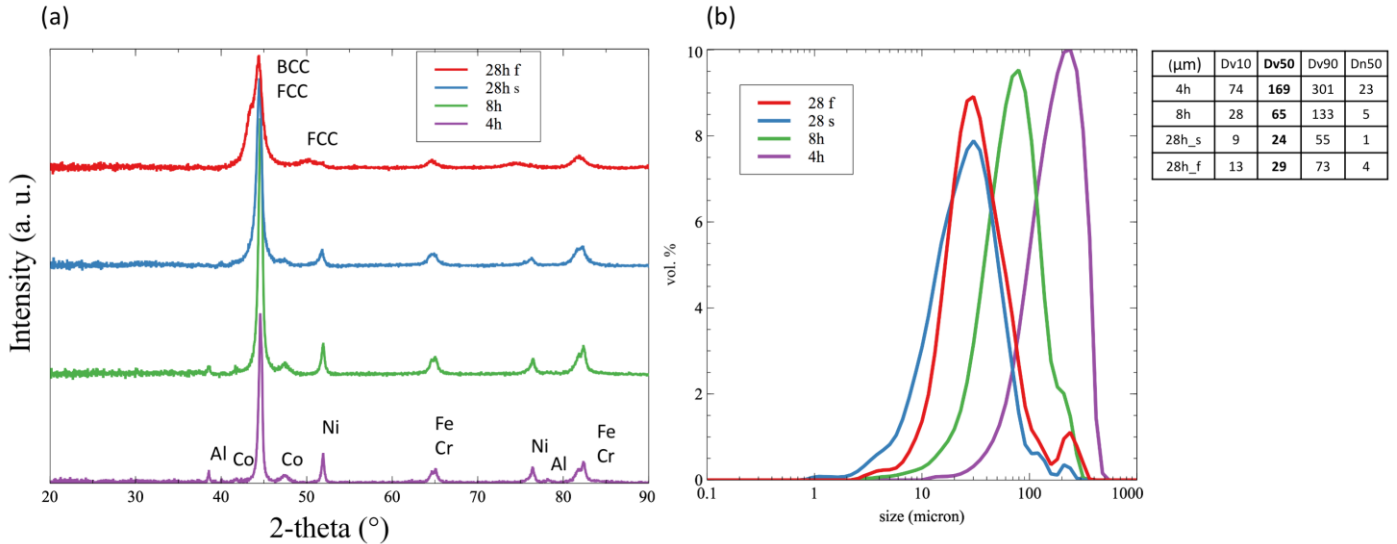 (a)
BCC
FCC
FCC
28h f
28h s
8h
4h
Intensity (a. u.)
Al
Co
Co
Ni
Fe
Cr
Ni
Al
Fe
Cr
20 30 40 50 60 70 80 90
2-theta (°)
(b)
10
8
6
4
2
0
vol. %
28 f
28 s
8h
4h
0.1 1 10 100 1000
size (micron)
(μm) Dv10 Dv50 Dv90 Dn50
4h 74 169 301 23
8h 28 65 133 5
28h_s 9 24 55 1
28h_f 13 29 73 4